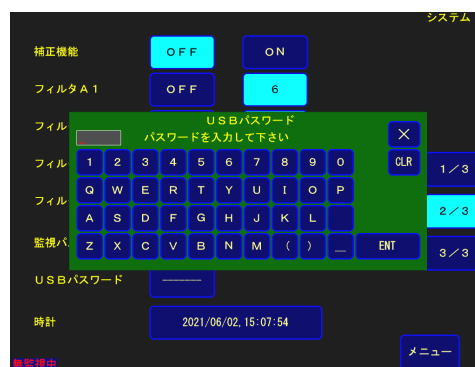 システム
補正機能 OFF ON
フィルタA1 OFF 6
フィル
USBパスワード
パスワードを入力して下さい
×
フィル
1 2 3 4 5 6 7 8 9 0 CLR
1/3
Q W E R T Y U I O P
フィル
A S D F G H J K L
2/3
監視パ
Z X C V B N M ( ) _ ENT
3/3
USBパスワード ------
時計 2021/06/02,15:07:54
メニュー
無監視中